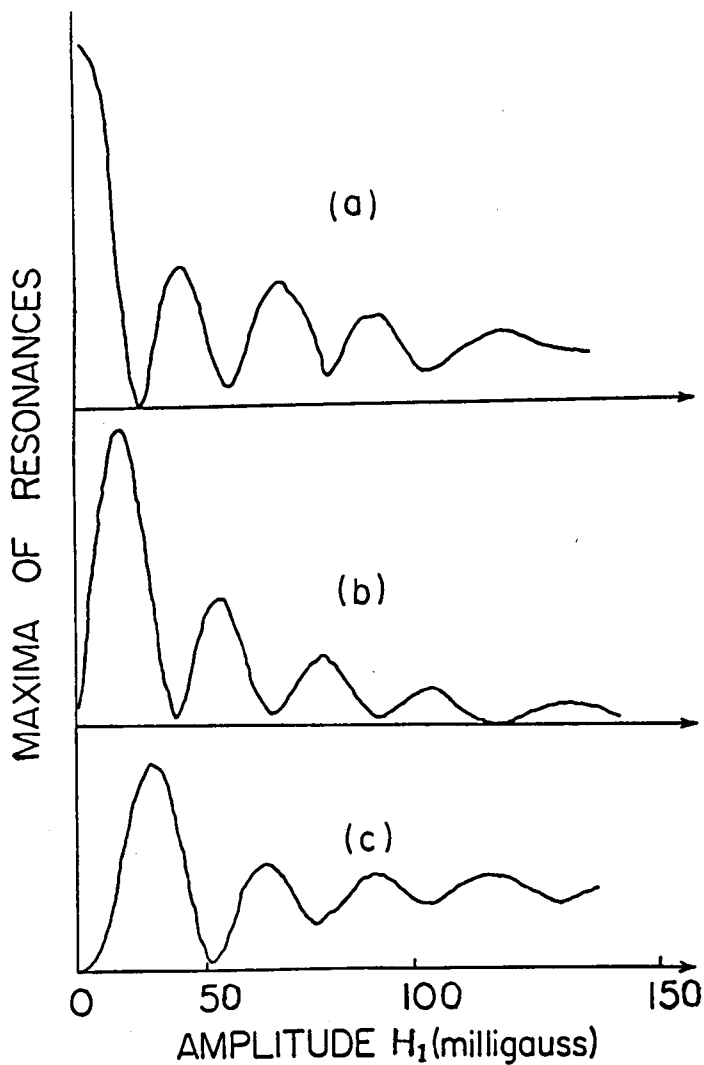 (a)
MAXIMA OF RESONANCES
(b)
(c)
0 50 100 150
AMPLITUDE H₁(milligauss)